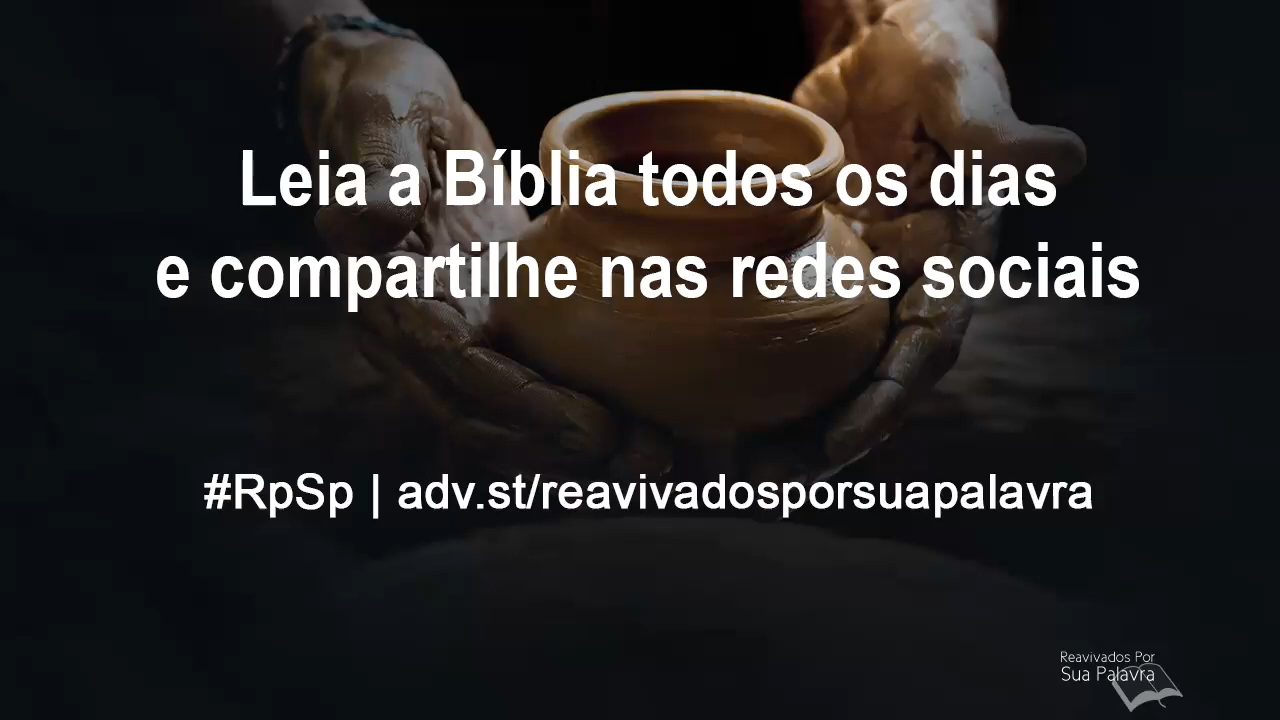 Leia a Bíblia todos os dias
e compartilhe nas redes sociais
#RpSp | adv.st/reavivadosporsuapalavra
Reavivados Por
Sua Palavra